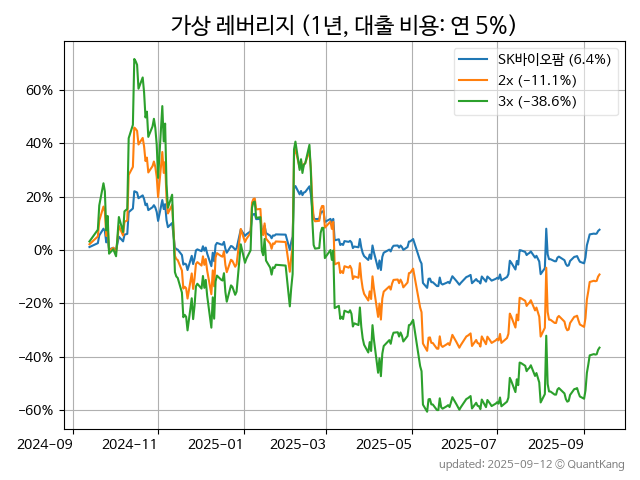 가상 레버리지 (1년, 대출 비용: 연 5%)
SK바이오팜 (6.4%)
2x (−11.1%)
3x (−38.6%)
60%
40%
20%
0%
−20%
−40%
−60%
2024-09
2024-11
2025-01
2025-03
2025-05
2025-07
2025-09
updated: 2025-09-12 © QuantKang